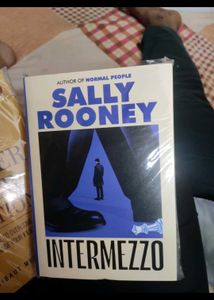 AUTHOR OF NORMAL PEOPLE
SALLY
ROONEY
INTERMEZZO